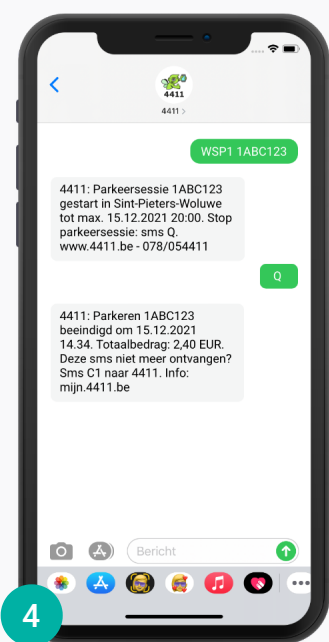 4411
4411 >
WSP1 1ABC123
4411: Parkeersessie 1ABC123
gestart in Sint-Pieters-Woluwe
tot max. 15.12.2021 20:00. Stop
parkeersessie: sms Q.
www.4411.be - 078/054411
Q
4411: Parkeren 1ABC123
beeindigd om 15.12.2021
14.34. Totaalbedrag: 2,40 EUR.
Deze sms niet meer ontvangen?
Sms C1 naar 4411. Info:
mijn.4411.be
Bericht
4